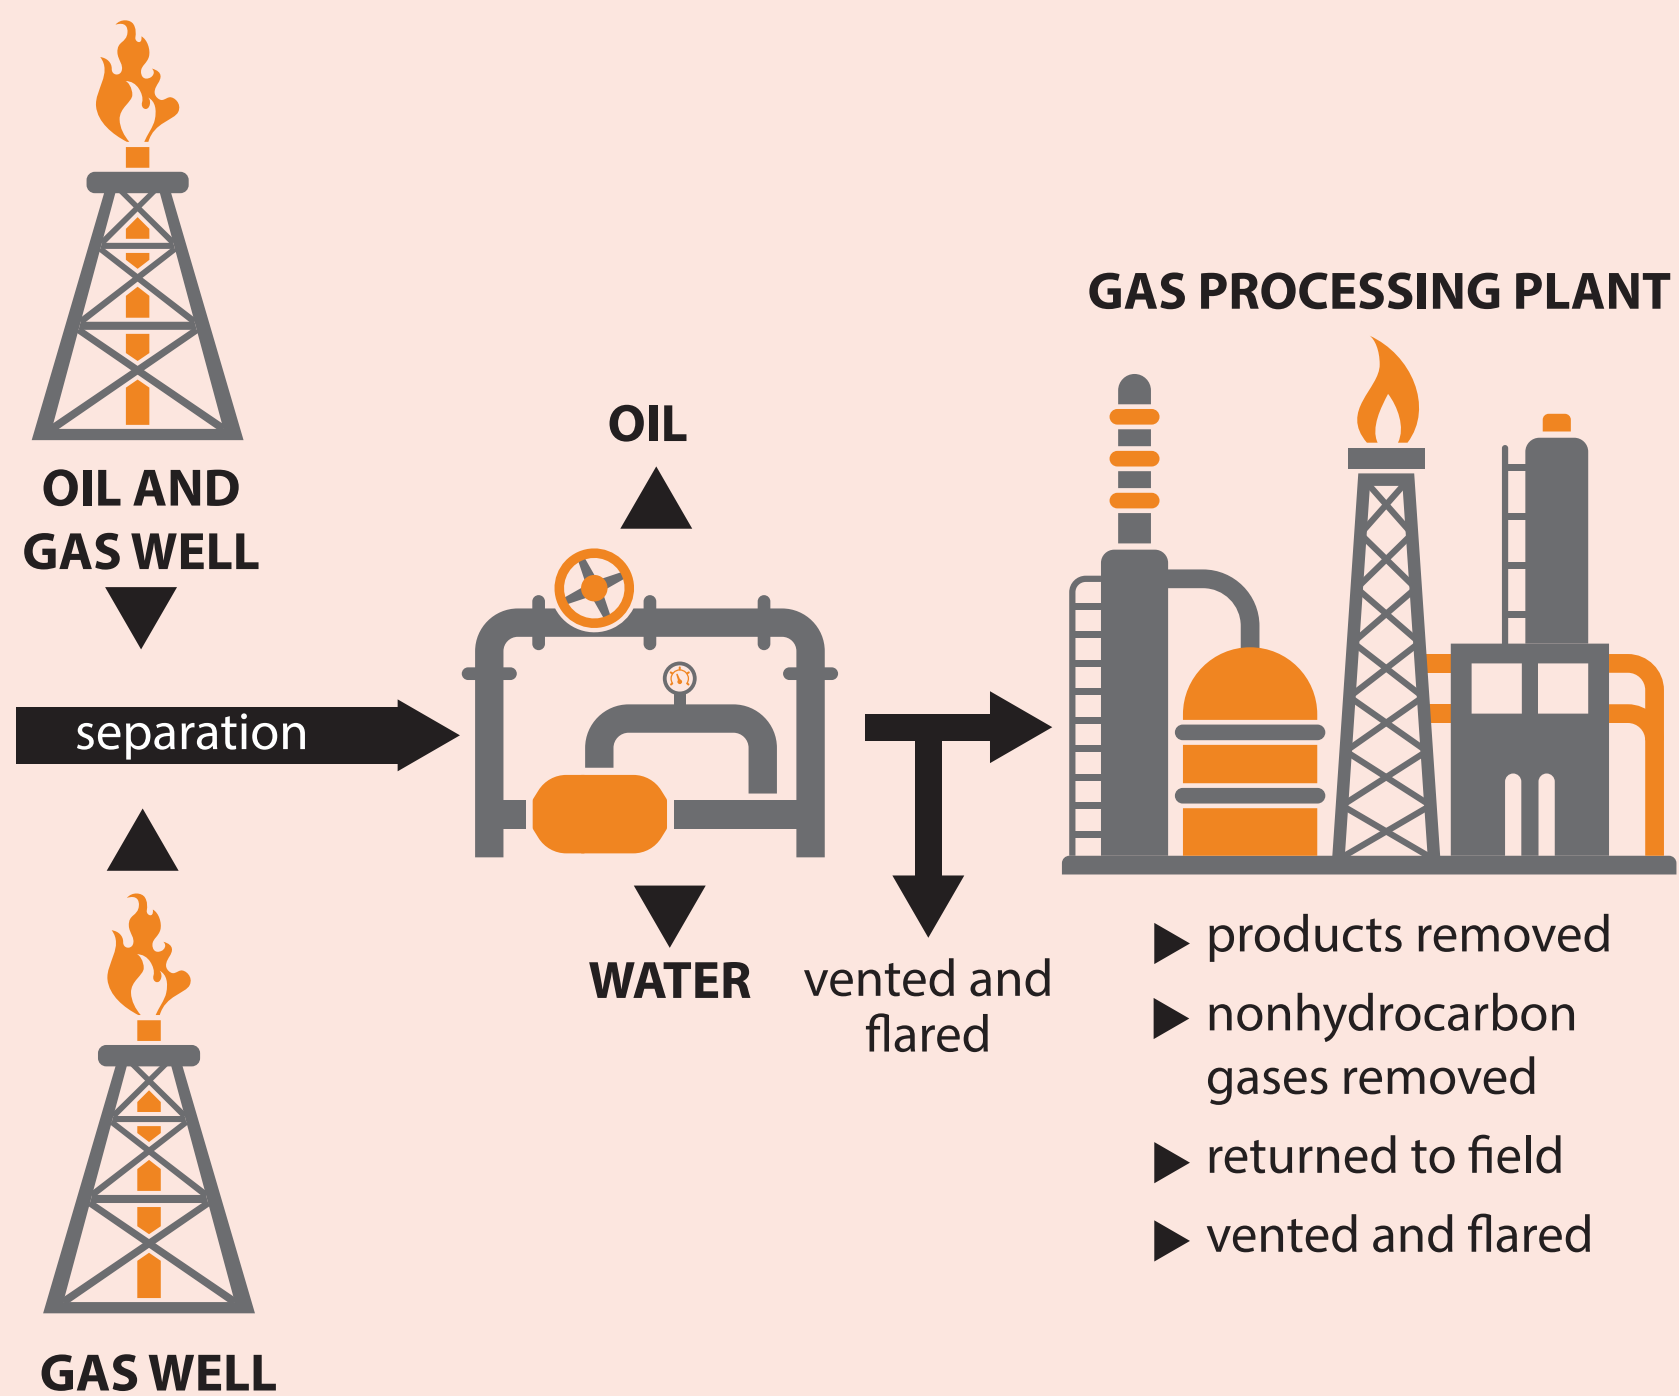 OIL AND
GAS WELL
separation
GAS WELL
OIL
WATER
vented and
flared
GAS PROCESSING PLANT
products removed
nonhydrocarbon
gases removed
returned to field
vented and flared